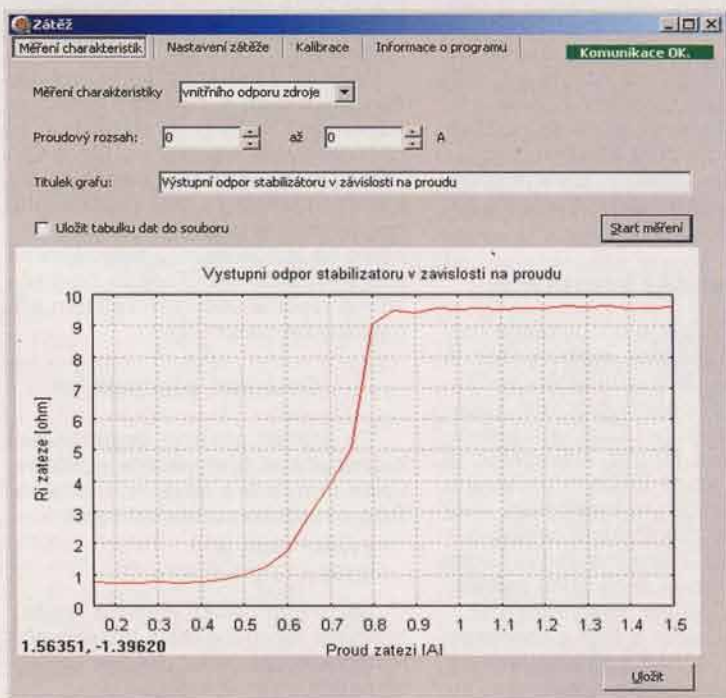 Zátěž
Měření charakteristik Nastavení zátěže Kalibrace Informace o programu Komunikace OK.
Měření charakteristiky vnitřního odporu zdroje
Proudový rozsah: 0 až 0 A
Titulek grafu: Výstupní odpor stabilizátoru v závislosti na proudu
Uložit tabulku dat do souboru Start měření
Vystupni odpor stabilizatoru v zavislosti na proudu
10
9
8
7
6
5
4
3
2
1
0
Ri zateze [ohm]
0.2 0.3 0.4 0.5 0.6 0.7 0.8 0.9 1 1.1 1.2 1.3 1.4 1.5
1.56351, -1.39620 Proud zatezi [A]
Uložit